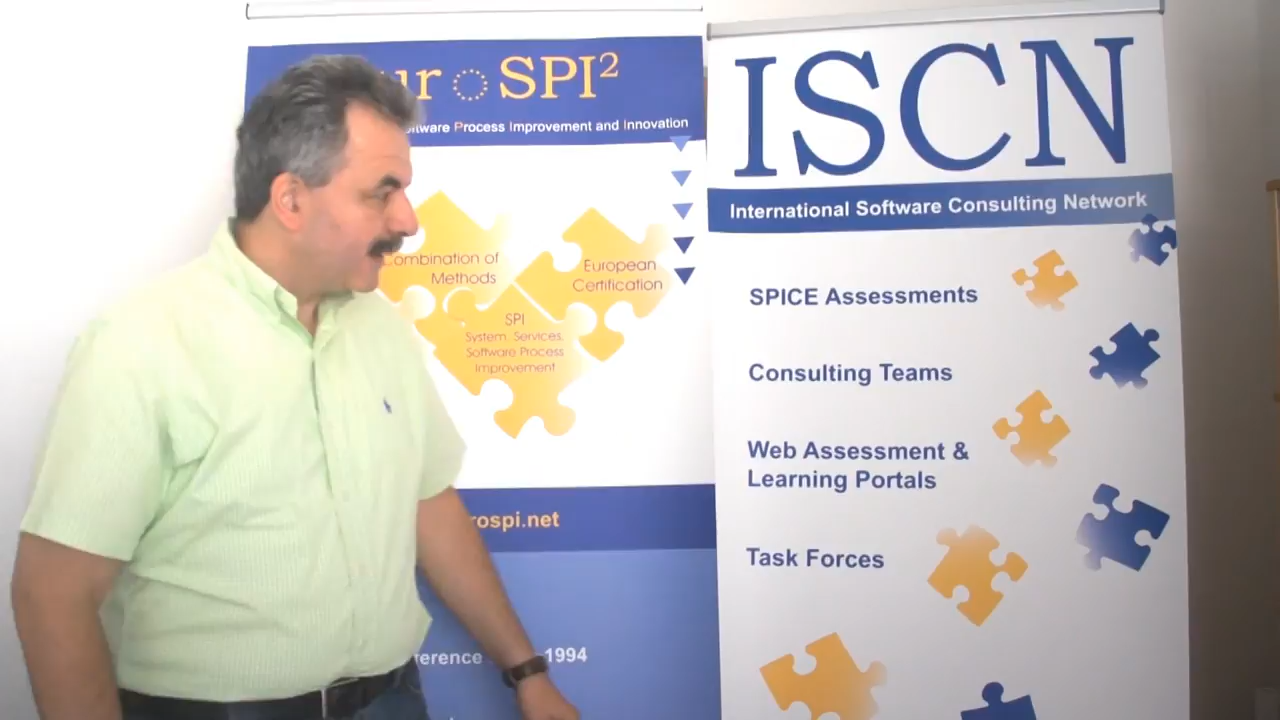 ur SPI²
Process Improvement and Innovation
Combination of
Methods
European
Certification
SPI
System, Services,
Software Process
Improvement
rospi.net
1994
ISCN
International Software Consulting Network
SPICE Assessments
Consulting Teams
Web Assessment &
Learning Portals
Task Forces